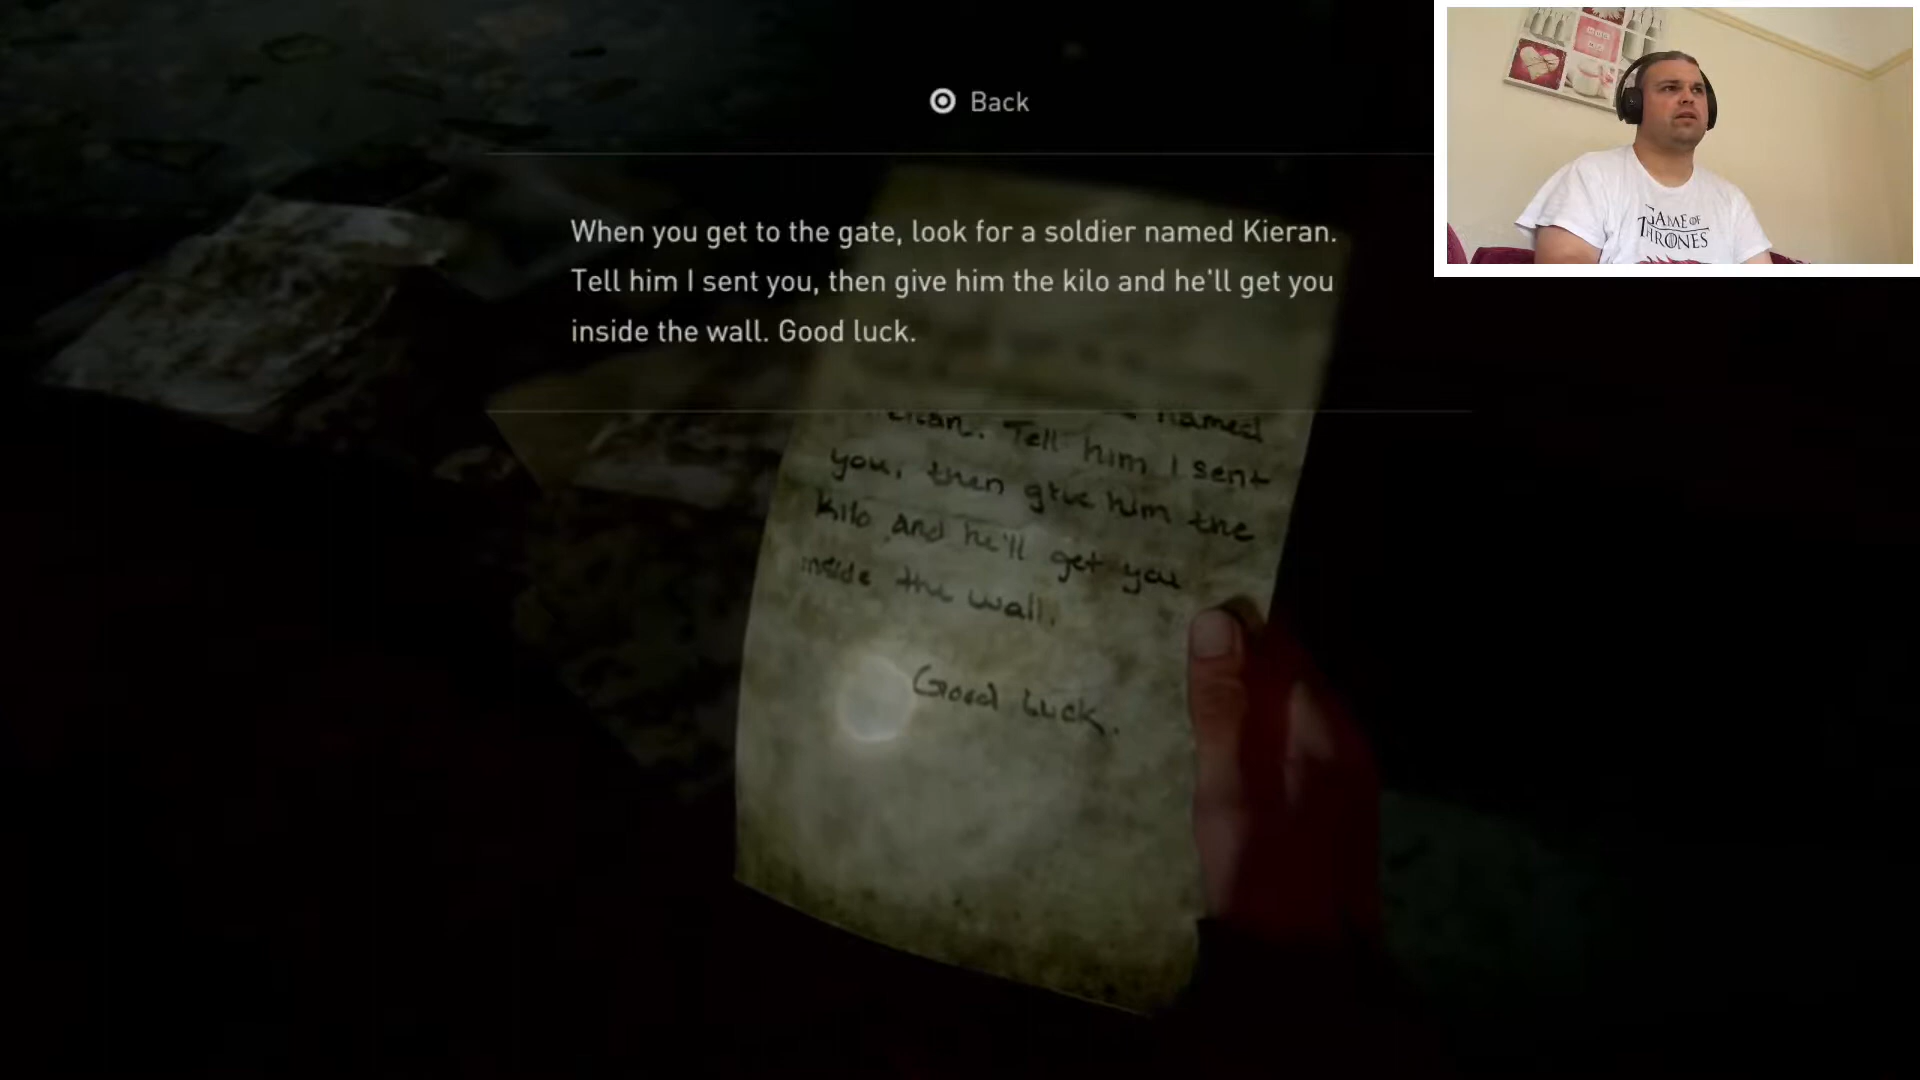 Back
When you get to the gate, look for a soldier named Kieran.
Tell him I sent you, then give him the kilo and he'll get you
inside the wall. Good luck.
named
Tell him I sent
you, then give him the
kilo and he'll get you
inside the wall.
Good Luck.
GAME OF
THRONES